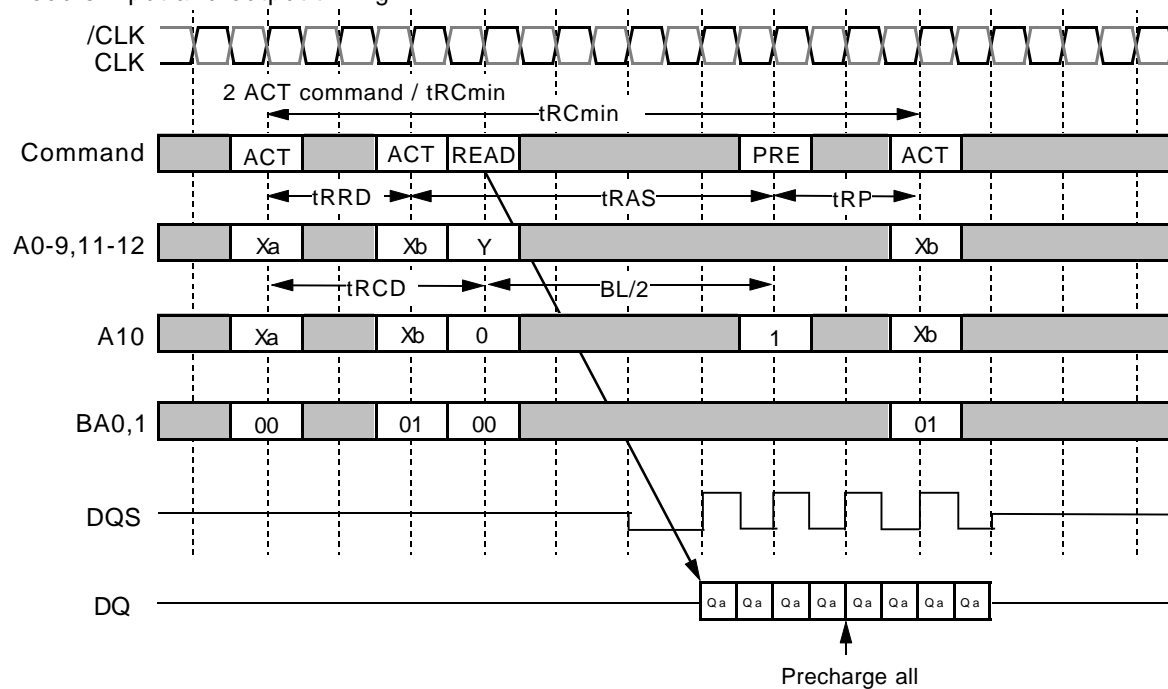 /CLK
CLK
2 ACT command / tRCmin
tRCmin
Command ACT ACT READ PRE ACT
tRRD tRAS tRP
A0-9,11-12 Xa Xb Y Xb
tRCD BL/2
A10 Xa Xb 0 1 Xb
BA0,1 00 01 00 01
DQS
DQ Qa Qa Qa Qa Qa Qa Qa Qa
Precharge all